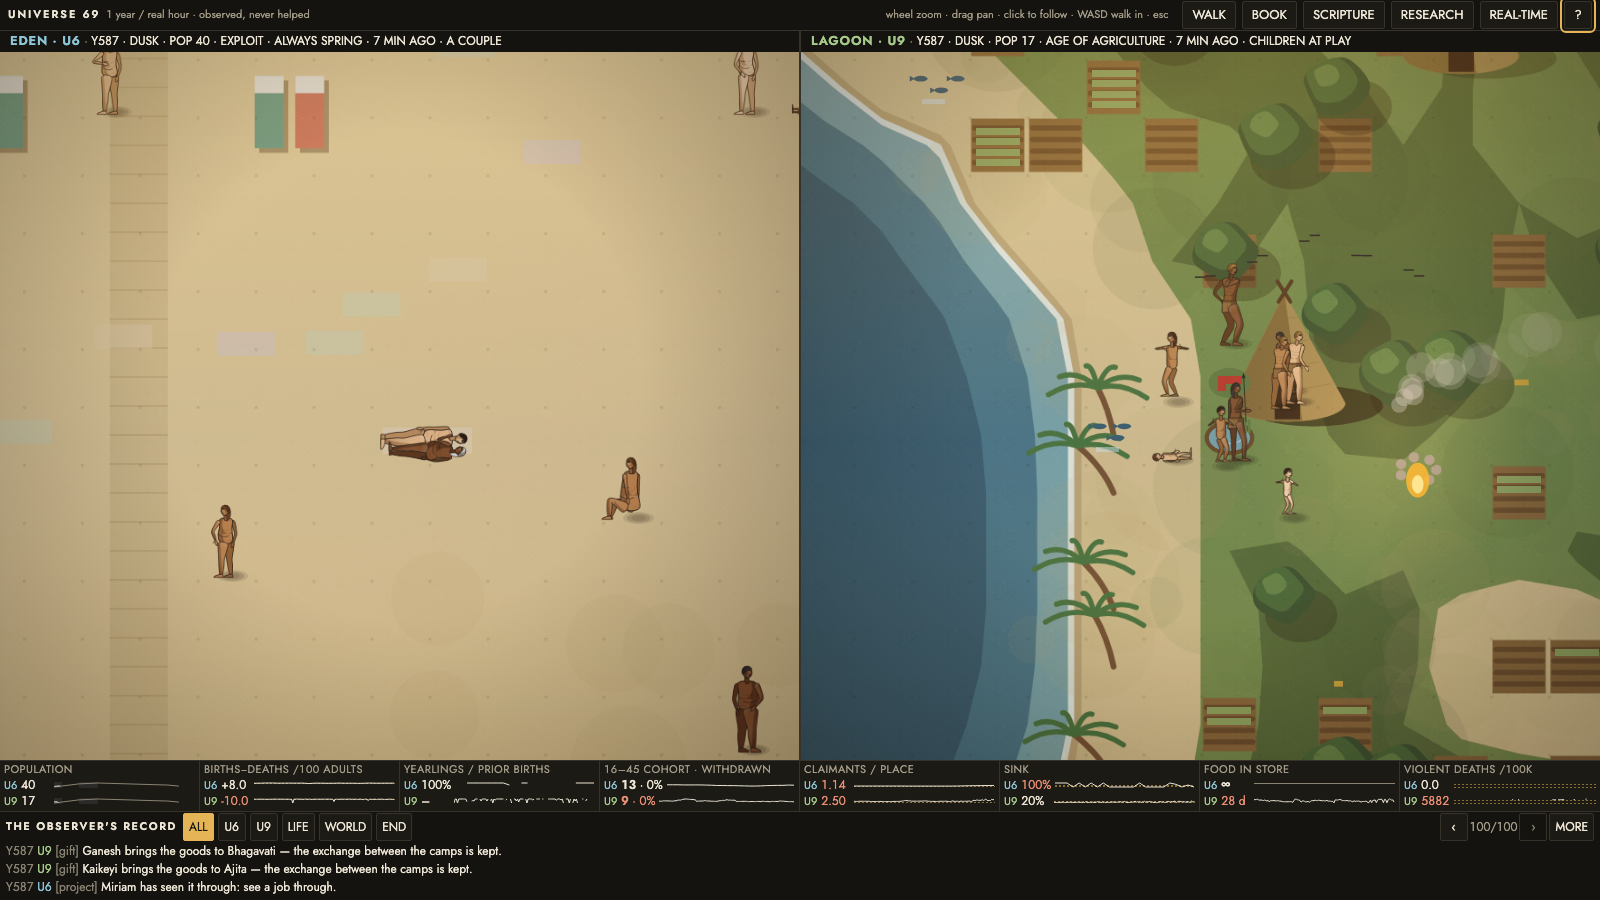 UNIVERSE 69 1 year / real hour · observed, never helped
wheel zoom · drag pan · click to follow · WASD walk in · esc WALK BOOK SCRIPTURE RESEARCH REAL-TIME ?
EDEN · U6 · Y587 · DUSK · POP 40 · EXPLOIT · ALWAYS SPRING · 7 MIN AGO · A COUPLE
LAGOON · U9 · Y587 · DUSK · POP 17 · AGE OF AGRICULTURE · 7 MIN AGO · CHILDREN AT PLAY
POPULATION
U6 40
U9 17
BIRTHS–DEATHS /100 ADULTS
U6 +8.0
U9 -10.0
YEARLINGS / PRIOR BIRTHS
U6 100%
U9 –
16–45 COHORT · WITHDRAWN
U6 13 · 0%
U9 9 · 0%
CLAIMANTS / PLACE
U6 1.14
U9 2.50
SINK
U6 100%
U9 20%
FOOD IN STORE
U6 ∞
U9 28 d
VIOLENT DEATHS /100K
U6 0.0
U9 5882
THE OBSERVER'S RECORD ALL U6 U9 LIFE WORLD END ‹ 100/100 › MORE
Y587 U9 [gift] Ganesh brings the goods to Bhagavati — the exchange between the camps is kept.
Y587 U9 [gift] Kaikeyi brings the goods to Ajita — the exchange between the camps is kept.
Y587 U6 [project] Miriam has seen it through: see a job through.